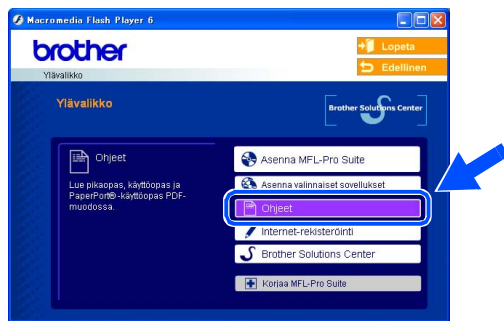 Macromedia Flash Player 6
brother
Lopeta
Edellinen
Ylävalikko
Ylävalikko
Brother Solutions Center
Ohjeet
Lue pikaopas, käyttöopas ja
PaperPort® -käyttöopas PDF-
muodossa.
Asenna MFL-Pro Suite
Asenna valinnaiset sovellukset
Ohjeet
Internet-rekisteröinti
Brother Solutions Center
Korjaa MFL-Pro Suite